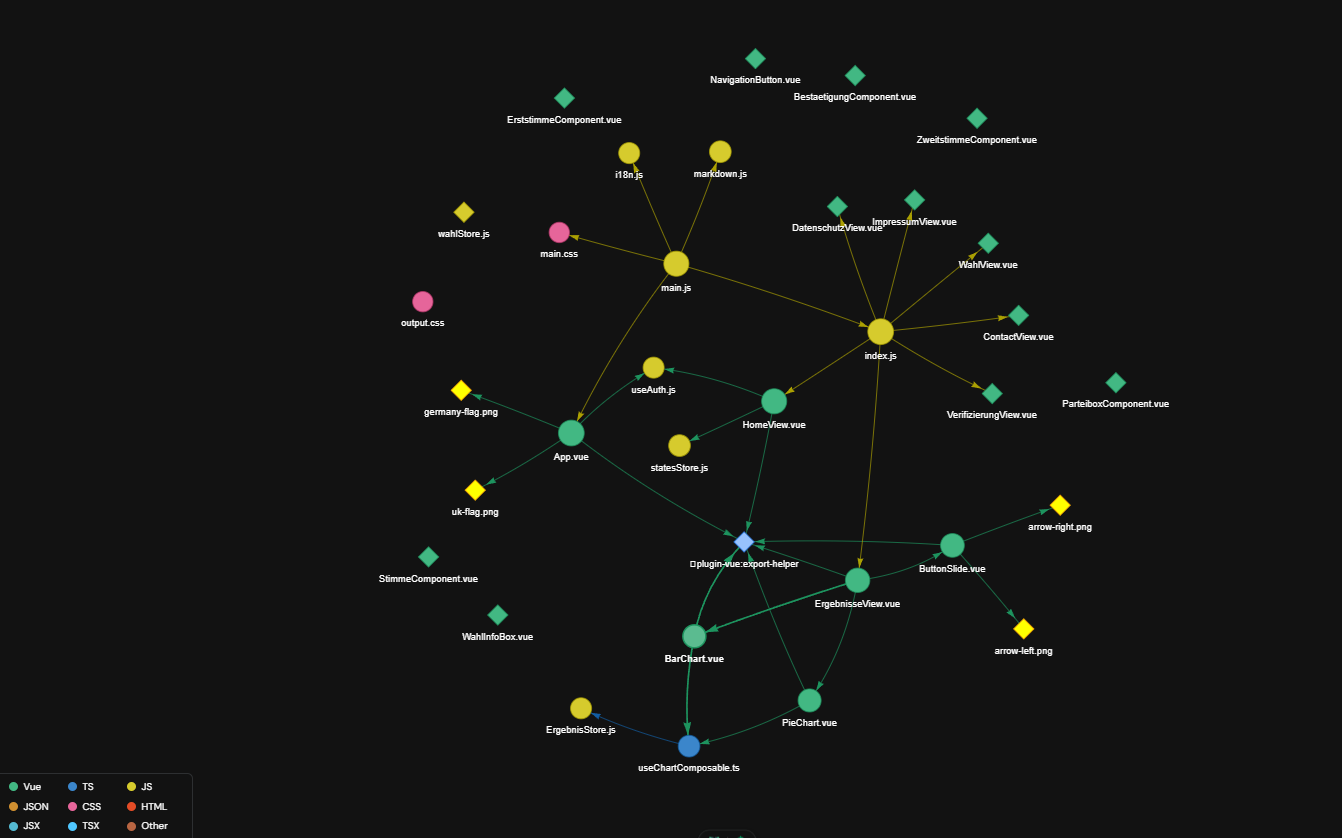 NavigationButton.vue
BestaetigungComponent.vue
ErststimmeComponent.vue
ZweitstimmeComponent.vue
i18n.js
markdown.js
DatenschutzView.vue
ImpressumView.vue
wahlStore.js
main.css
WahlView.vue
main.js
output.css
ContactView.vue
index.js
useAuth.js
germany-flag.png
HomeView.vue
VerifizierungView.vue
ParteiboxComponent.vue
App.vue
statesStore.js
uk-flag.png
arrow-right.png
plugin-vue:export-helper
ButtonSlide.vue
StimmeComponent.vue
ErgebnisseView.vue
WahlInfoBox.vue
arrow-left.png
BarChart.vue
ErgebnisStore.js
PieChart.vue
useChartComposable.ts
Vue TS JS
JSON CSS HTML
JSX TSX Other